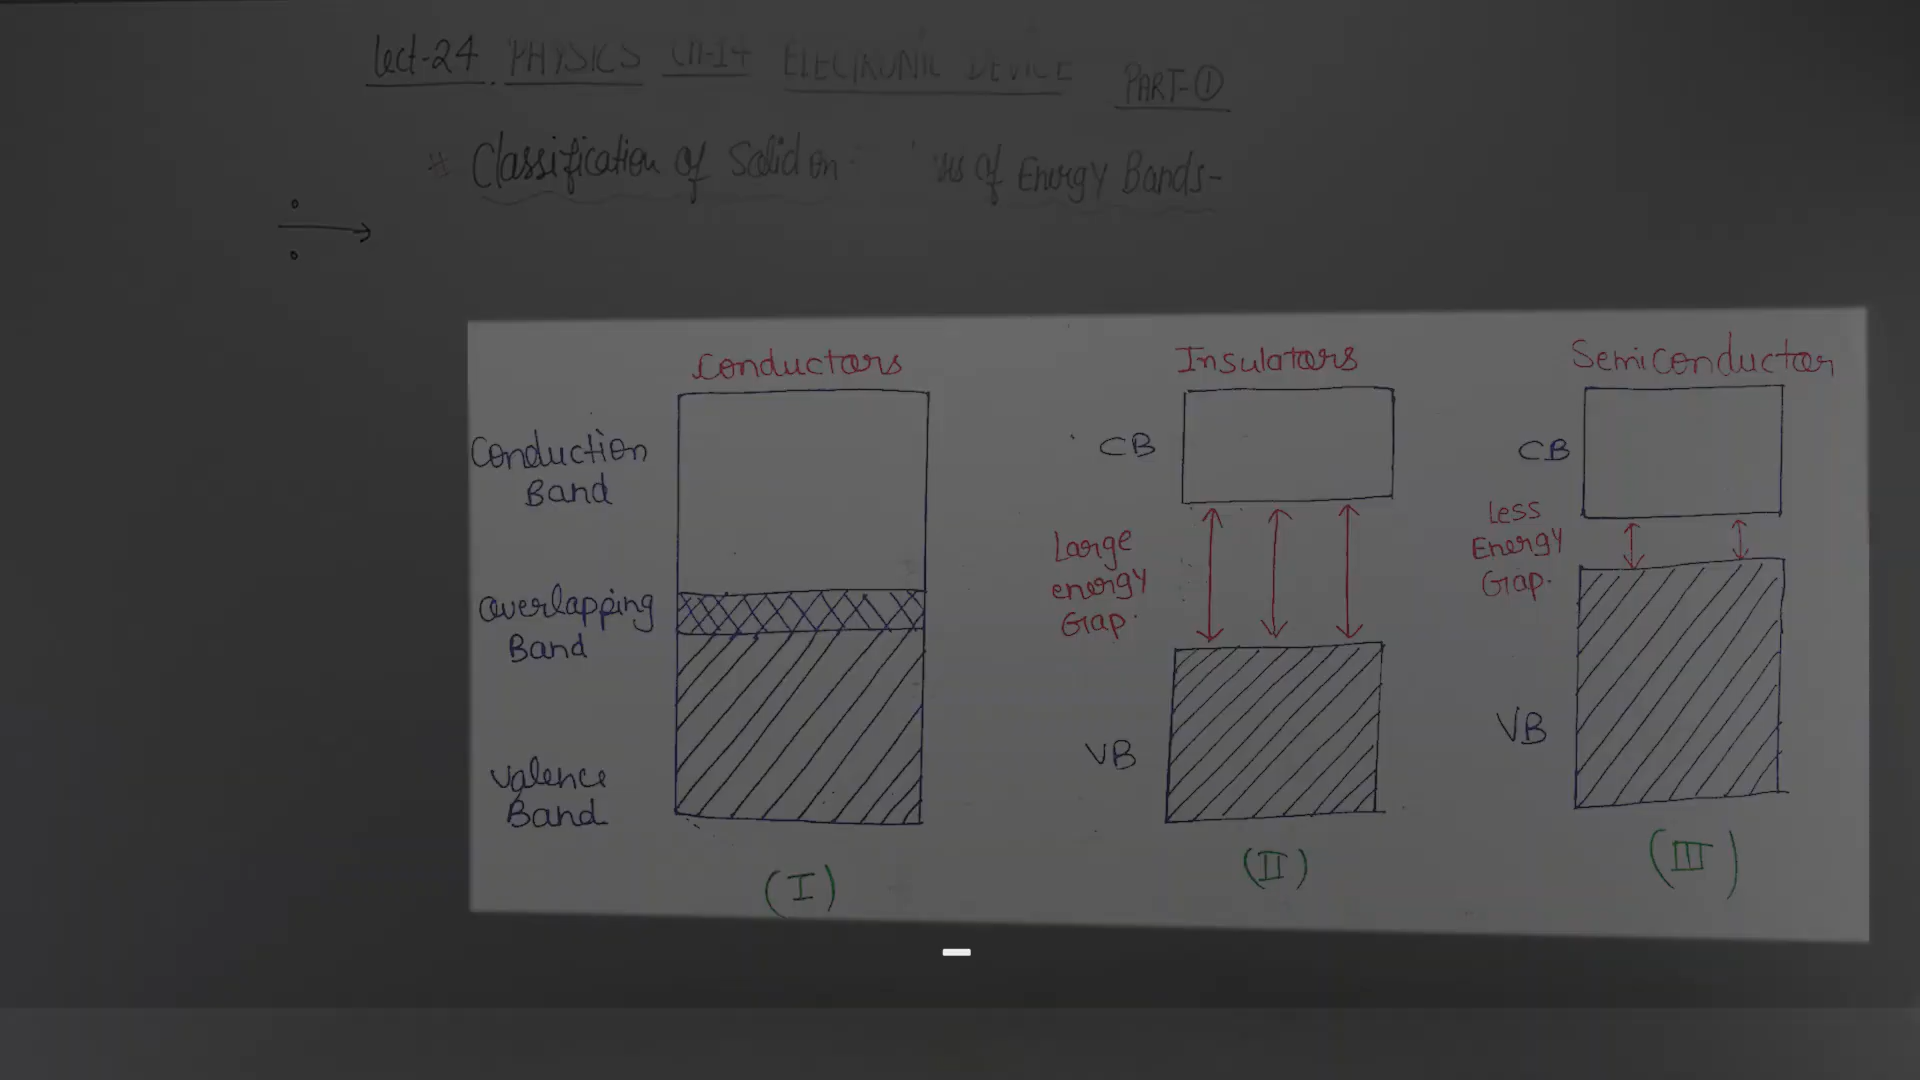 Lect-24 PHYSICS CH-14 ELECTRONIC DEVICE PART-①
* Classification of Solid on of Energy Bands-
Conductors
Conduction
Band
Overlapping
Band
Valence
Band
(I)
Insulators
CB
Large
energy
Gap.
VB
(II)
Semiconductor
CB
Less
Energy
Gap.
VB
(III)